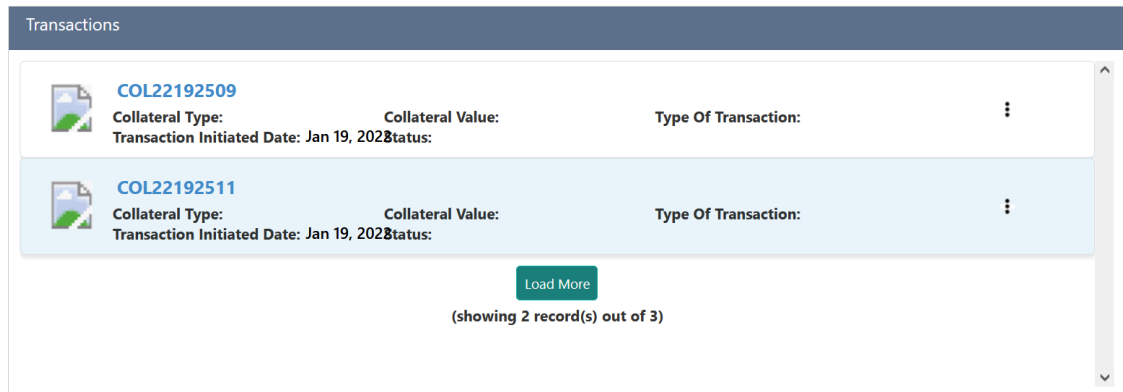 Transactions
COL22192509
Collateral Type: Collateral Value: Type Of Transaction:
Transaction Initiated Date: Jan 19, 2022 Status:
COL22192511
Collateral Type: Collateral Value: Type Of Transaction:
Transaction Initiated Date: Jan 19, 2022 Status:
Load More
(showing 2 record(s) out of 3)